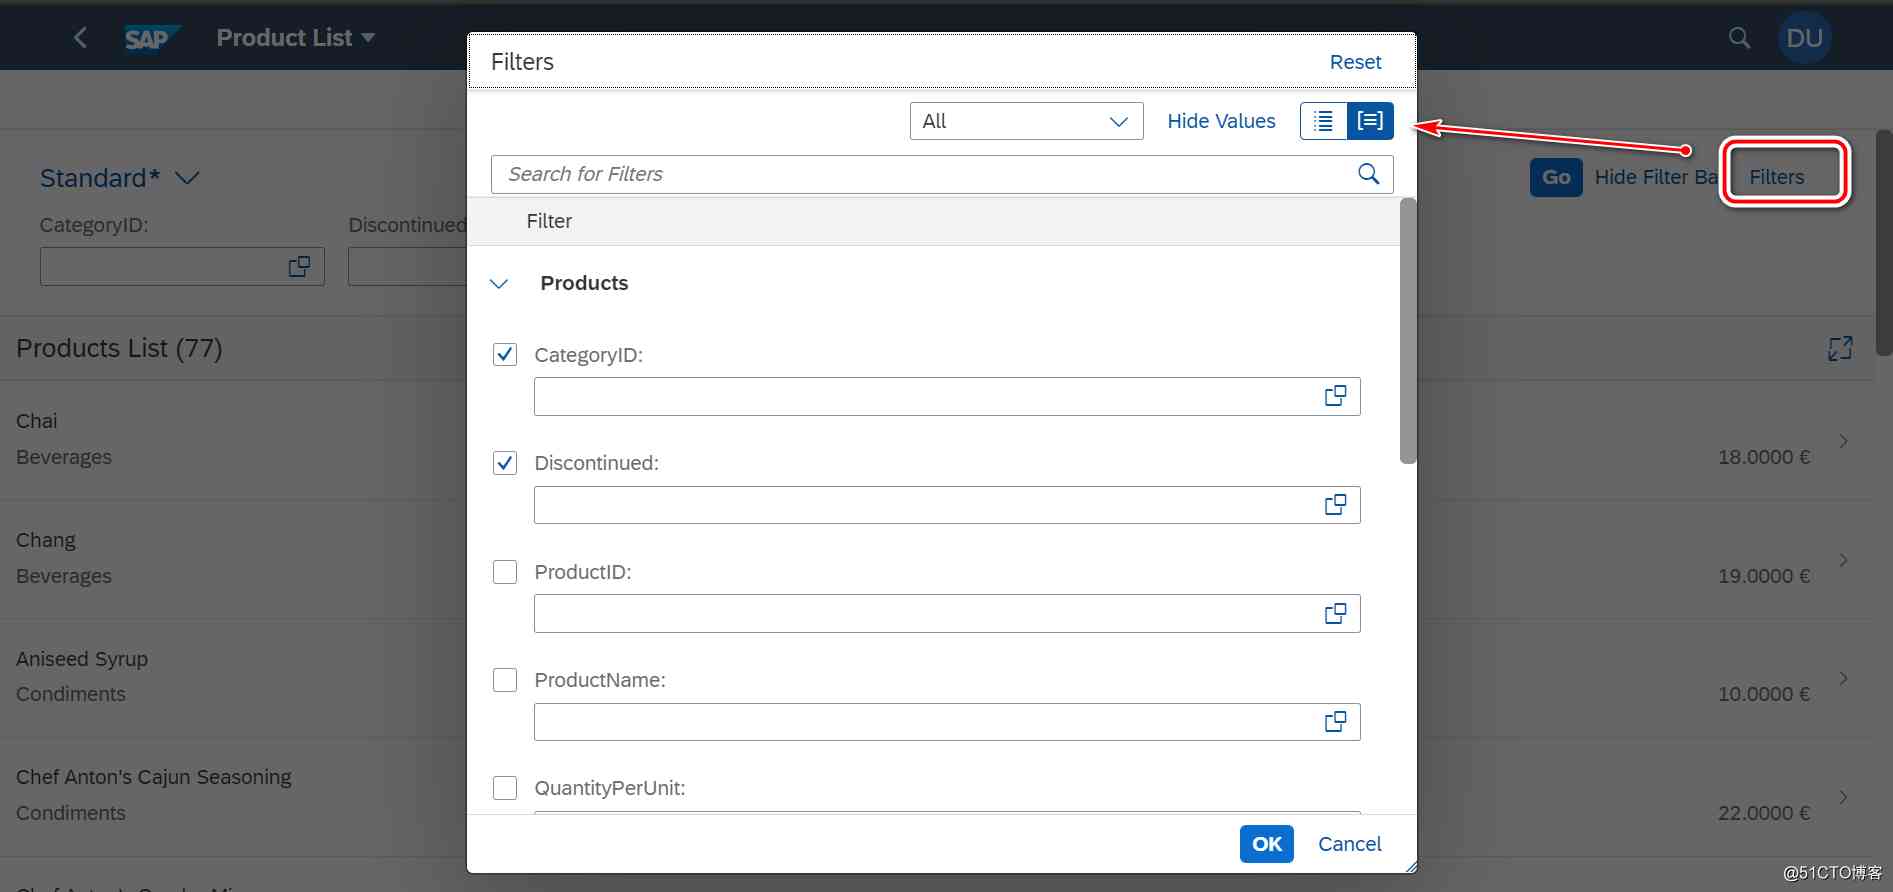 SAP Product List DU
Filters Reset
All Hide Values
Search for Filters
Standard* Go Hide Filter Ba Filters
CategoryID: Discontinued
Filter
Products
Products List (77)
CategoryID:
Chai
Beverages 18.0000 €
Discontinued:
Chang
Beverages 19.0000 €
ProductID:
Aniseed Syrup
Condiments 10.0000 €
ProductName:
Chef Anton's Cajun Seasoning
Condiments 22.0000 €
QuantityPerUnit:
OK Cancel
@51CTO博客